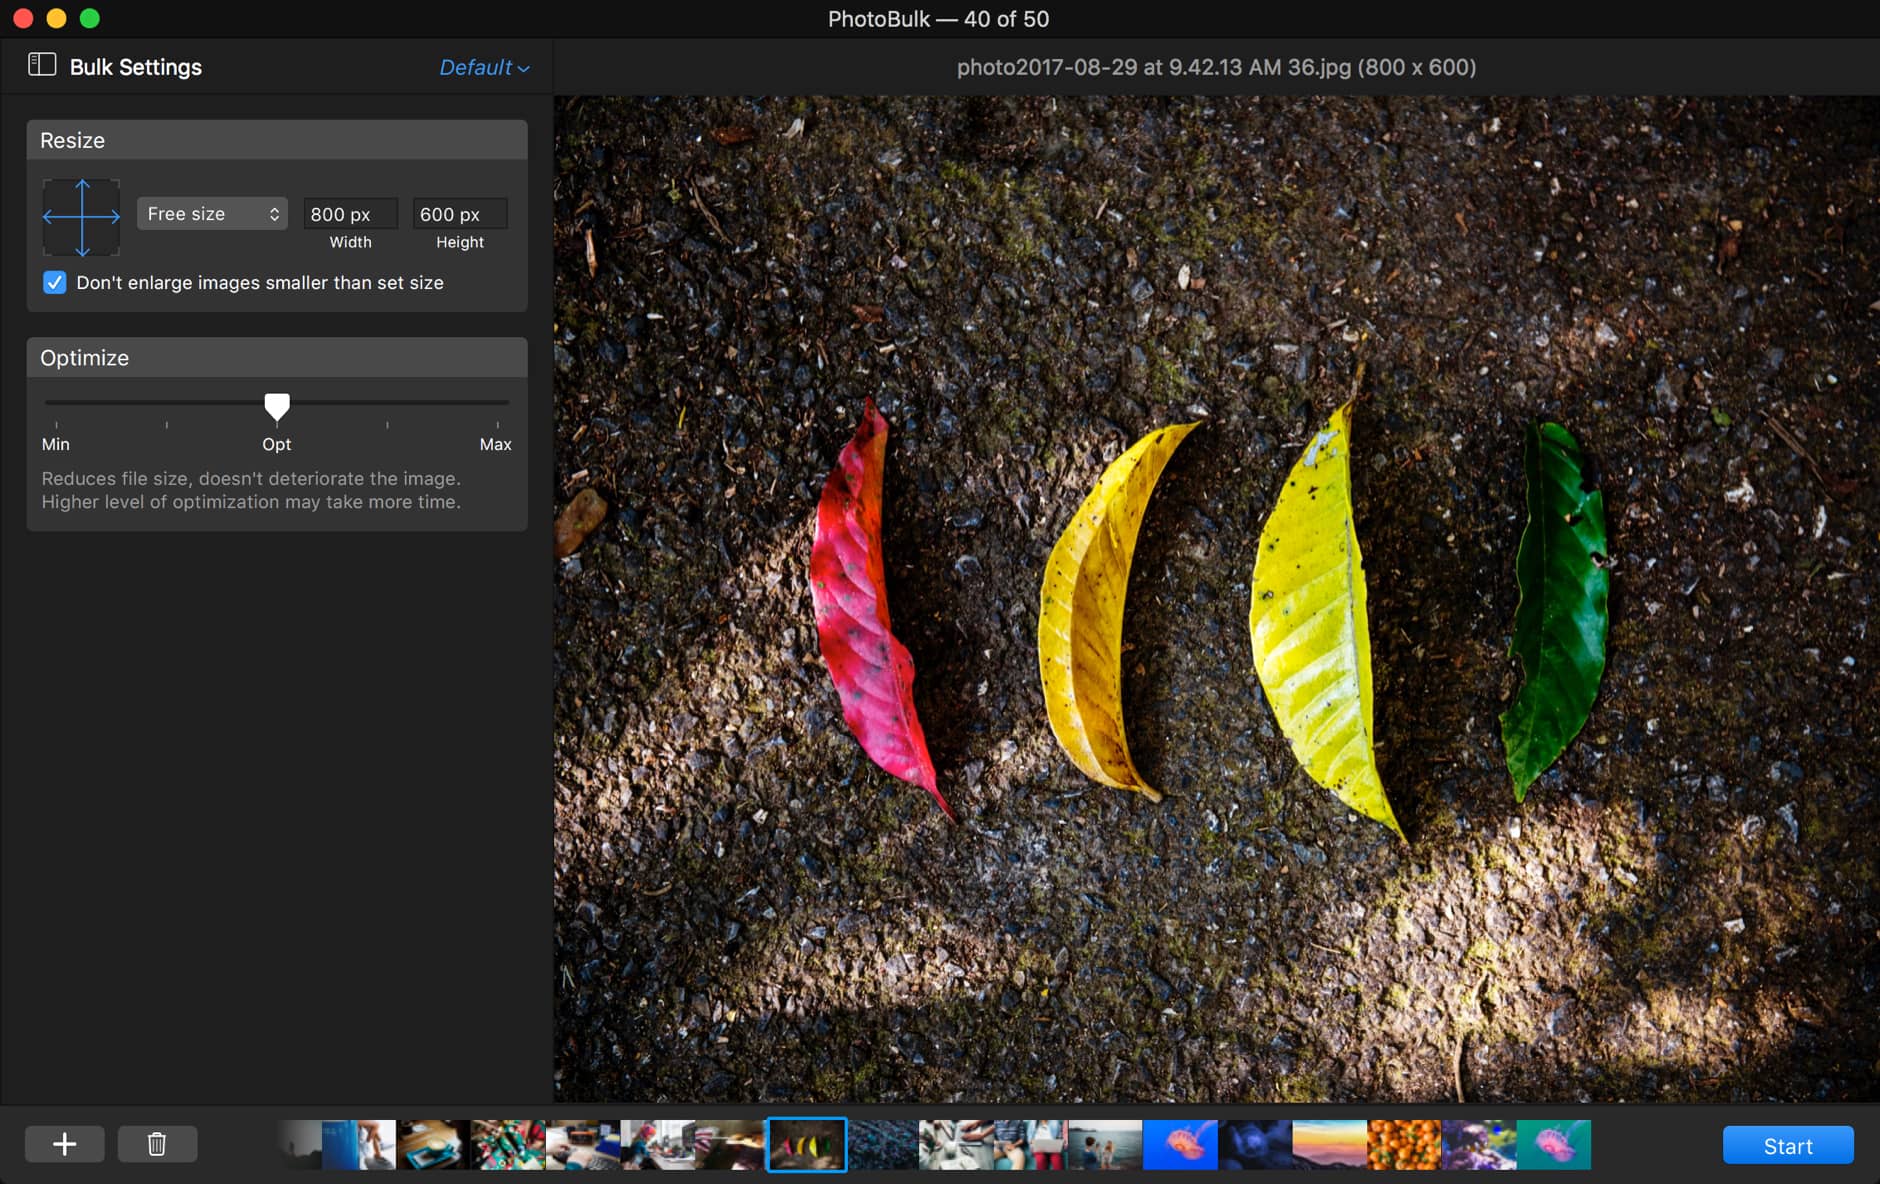 PhotoBulk — 40 of 50
Bulk Settings
Default
photo2017-08-29 at 9.42.13 AM 36.jpg (800 x 600)
Resize
Free size
800 px
600 px
Width
Height
Don't enlarge images smaller than set size
Optimize
Min
Opt
Max
Reduces file size, doesn't deteriorate the image.
Higher level of optimization may take more time.
Start